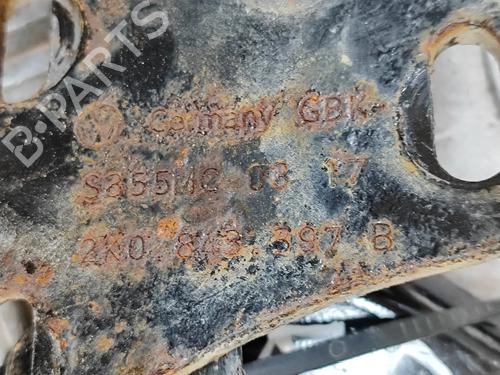 B-PARTS
Germany GBK
S355MC 03 17
2K0.843.397 B